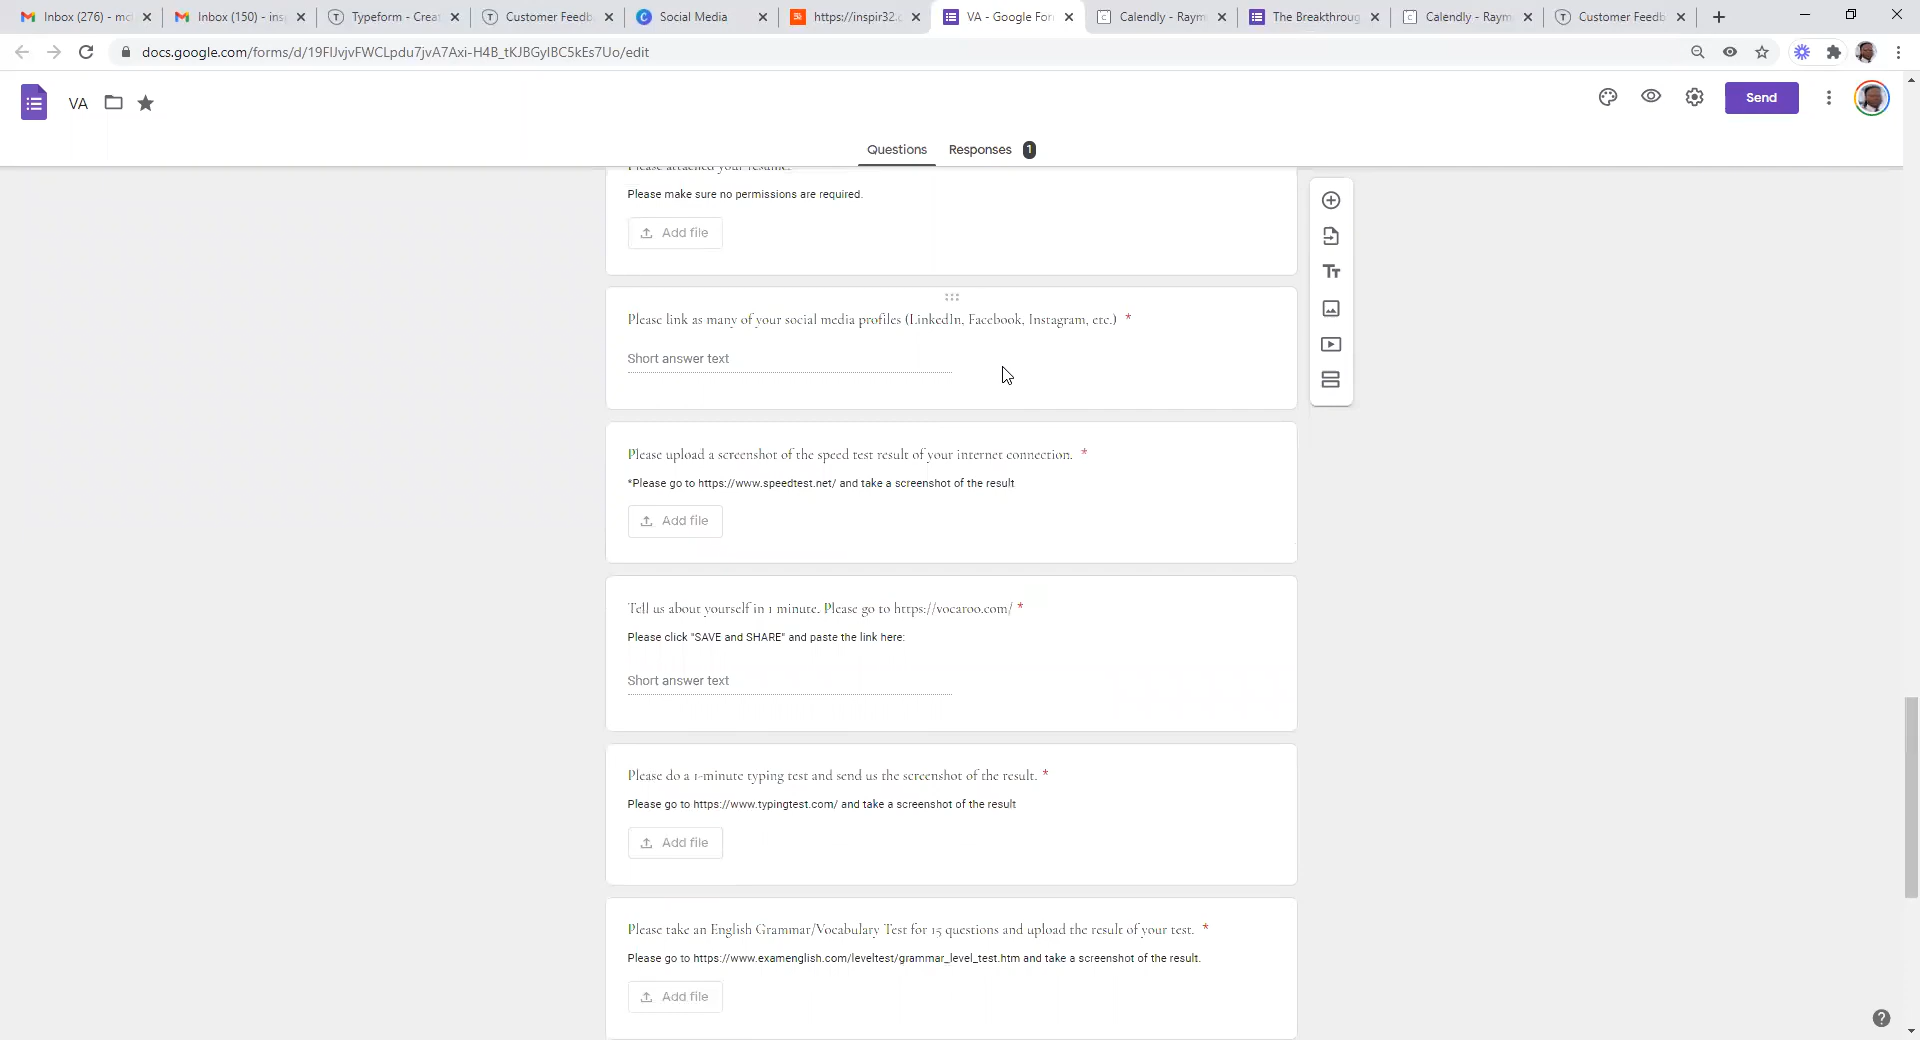 Inbox (276) - mc
Inbox (150) - ins
Typeform - Crea
Customer Feedb
Social Media
https://inspir32.c
VA - Google For
Calendly - Raym
The Breakthroug
Calendly - Raym
Customer Feedb
docs.google.com/forms/d/19FlJvjvFWCLpdu7jvA7Axi-H4B_tKJBGyIBC5kEs7Uo/edit
VA
Send
Questions
Responses 1
Please attached your resume.
Please make sure no permissions are required.
Add file
Please link as many of your social media profiles (LinkedIn, Facebook, Instagram, etc.) *
Short answer text
Please upload a screenshot of the speed test result of your internet connection. *
*Please go to https://www.speedtest.net/ and take a screenshot of the result
Add file
Tell us about yourself in 1 minute. Please go to https://vocaroo.com/ *
Please click "SAVE and SHARE" and paste the link here:
Short answer text
Please do a 1-minute typing test and send us the screenshot of the result. *
Please go to https://www.typingtest.com/ and take a screenshot of the result
Add file
Please take an English Grammar/Vocabulary Test for 15 questions and upload the result of your test. *
Please go to https://www.examenglish.com/leveltest/grammar_level_test.htm and take a screenshot of the result.
Add file